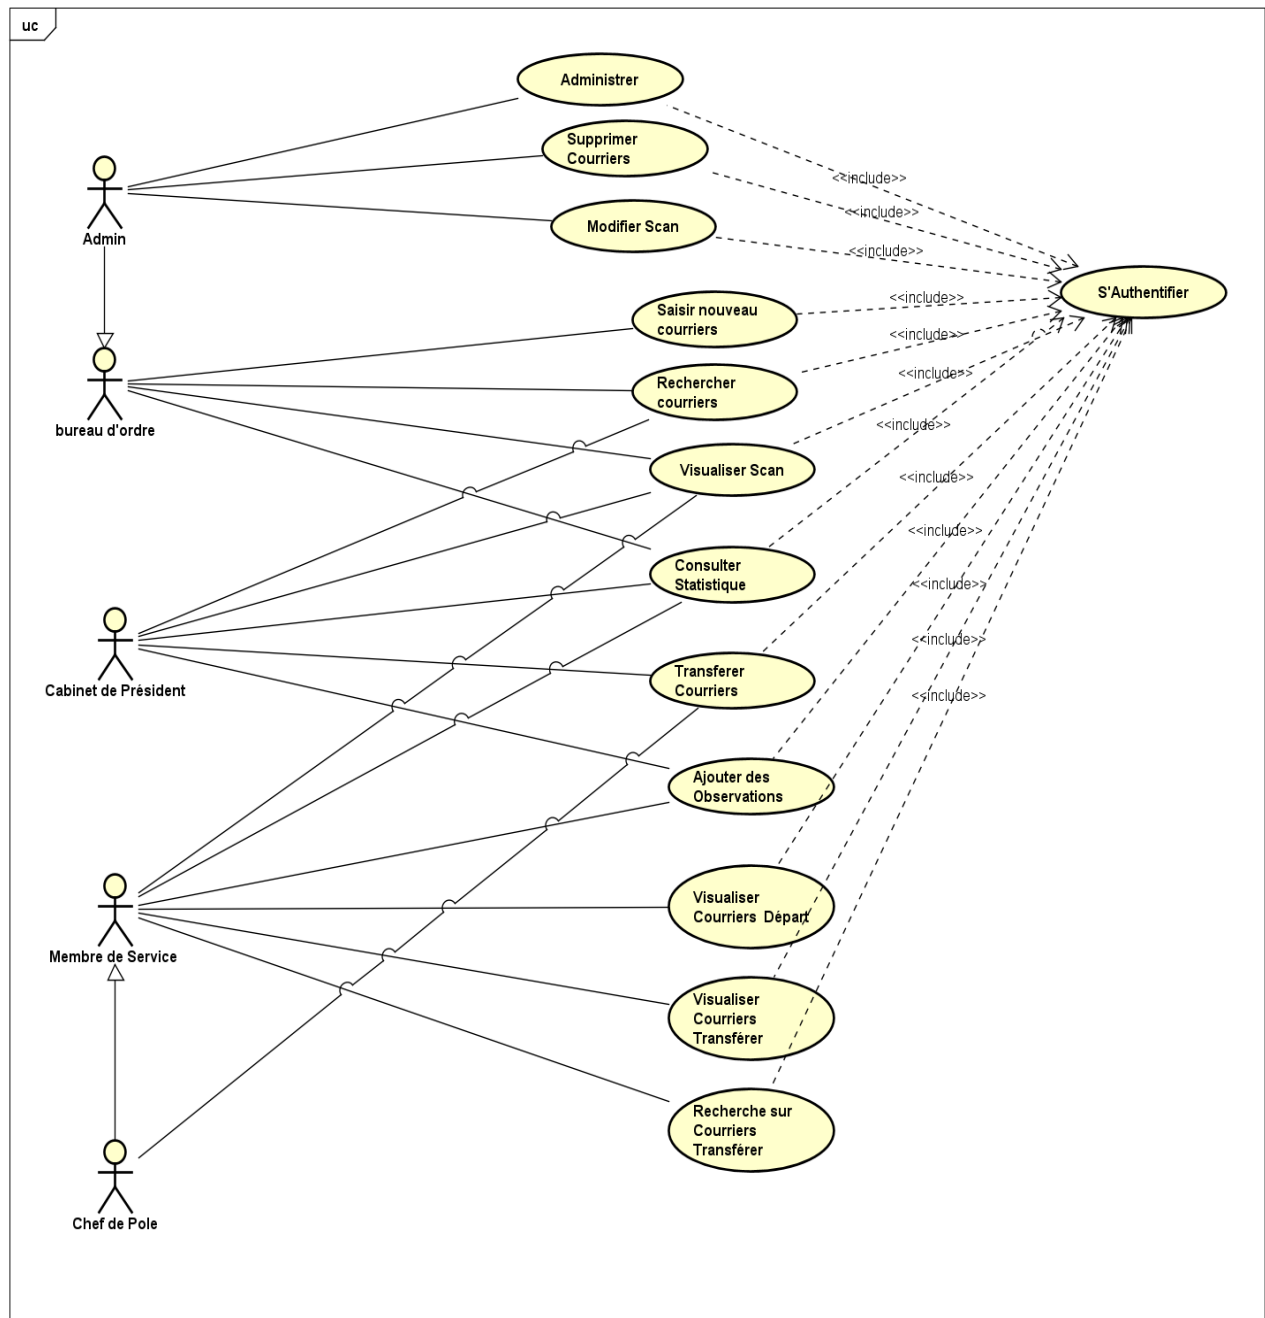 uc
Administrer
Supprimer
Courriers
<<include>>
<<include>>
Modifier Scan
Admin
<<include>>
S'Authentifier
Saisir nouveau
courriers
<<include>>
<<include>>
Rechercher
courriers
<<include>>
bureau d'ordre
<<include>>
Visualiser Scan
<<include>>
<<include>>
Consulter
Statistique
<<include>>
<<include>>
Transferer
Courriers
Cabinet de Président
<<include>>
Ajouter des
Observations
Visualiser
Courriers Départ
Membre de Service
Visualiser
Courriers
Transférer
Recherche sur
Courriers
Transférer
Chef de Pole